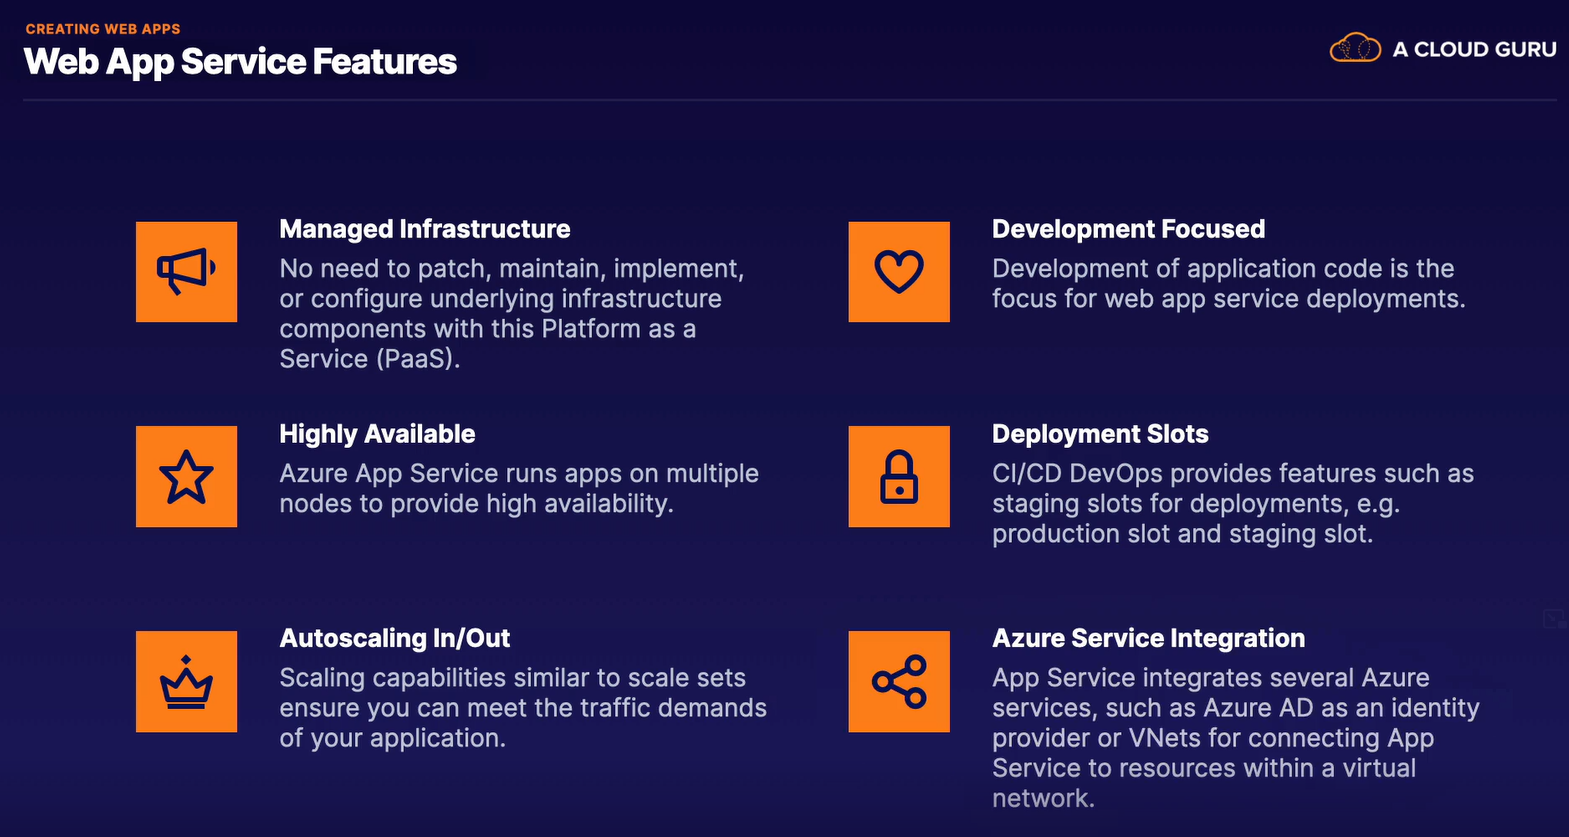 CREATING WEB APPS
Web App Service Features
A CLOUD GURU
Managed Infrastructure
No need to patch, maintain, implement,
or configure underlying infrastructure
components with this Platform as a
Service (PaaS).
Development Focused
Development of application code is the
focus for web app service deployments.
Highly Available
Azure App Service runs apps on multiple
nodes to provide high availability.
Deployment Slots
CI/CD DevOps provides features such as
staging slots for deployments, e.g.
production slot and staging slot.
Autoscaling In/Out
Scaling capabilities similar to scale sets
ensure you can meet the traffic demands
of your application.
Azure Service Integration
App Service integrates several Azure
services, such as Azure AD as an identity
provider or VNets for connecting App
Service to resources within a virtual
network.